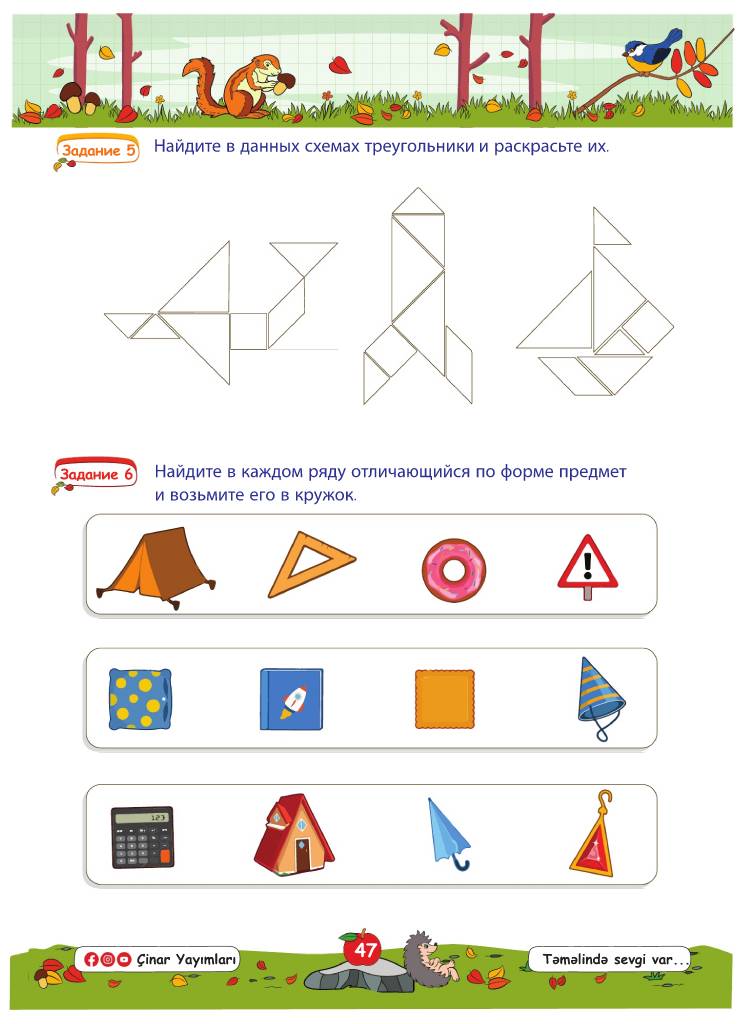 Задание 5
Найдите в данных схемах треугольники и раскрасьте их.
Задание 6
Найдите в каждом ряду отличающийся по форме предмет
и возьмите его в кружок.
!
123
Çinar Yayımları
47
Təməlində sevgi var...